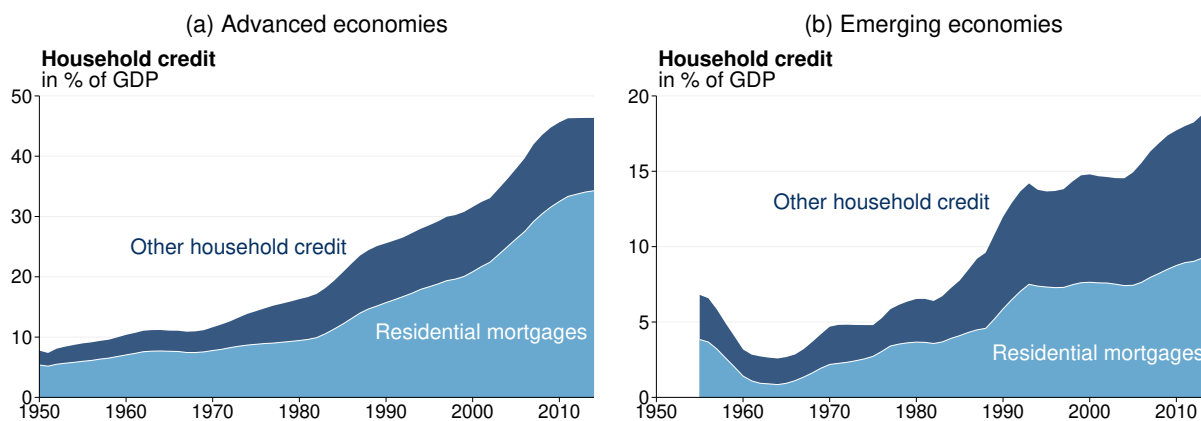 (a) Advanced economies
Household credit
in % of GDP
50
40
30
20
10
0
Other household credit
Residential mortgages
1950 1960 1970 1980 1990 2000 2010
(b) Emerging economies
Household credit
in % of GDP
20
15
10
5
0
Other household credit
Residential mortgages
1950 1960 1970 1980 1990 2000 2010